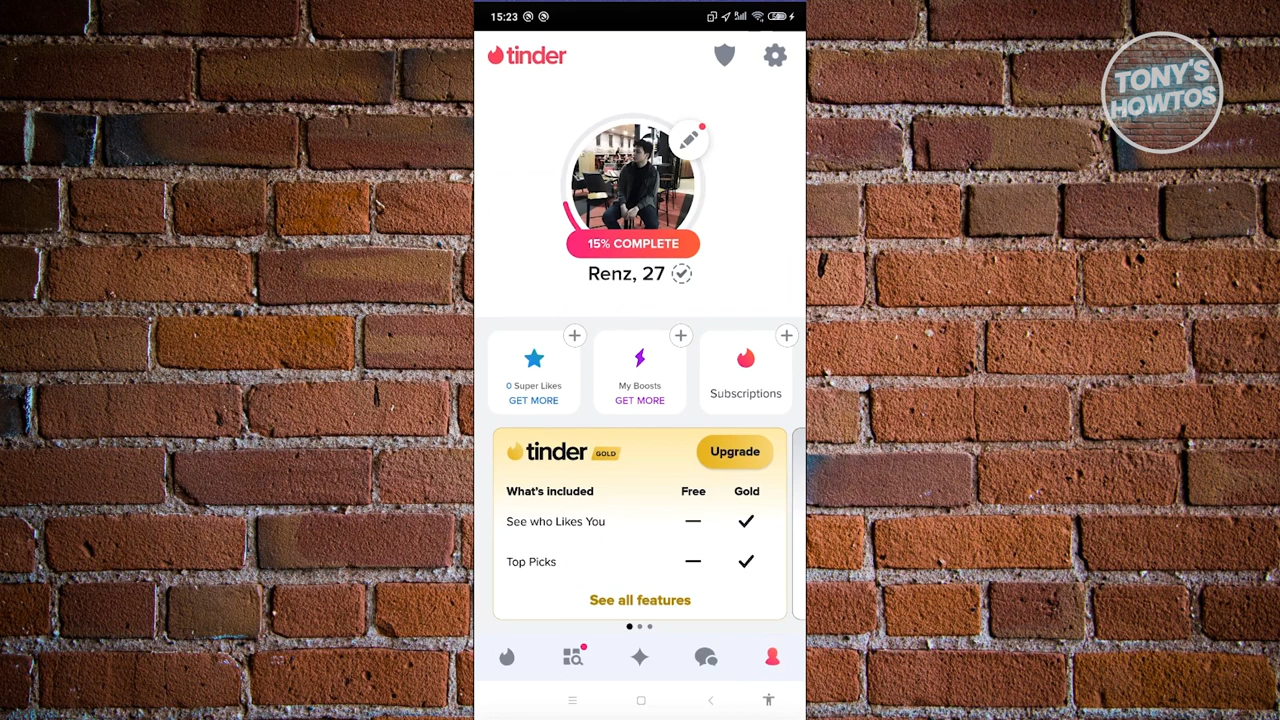 15:23
tinder
TONY'S
HOWTOS
15% COMPLETE
Renz, 27
0 Super Likes
GET MORE
My Boosts
GET MORE
Subscriptions
tinder GOLD
Upgrade
What's included Free Gold
See who Likes You
Top Picks
See all features